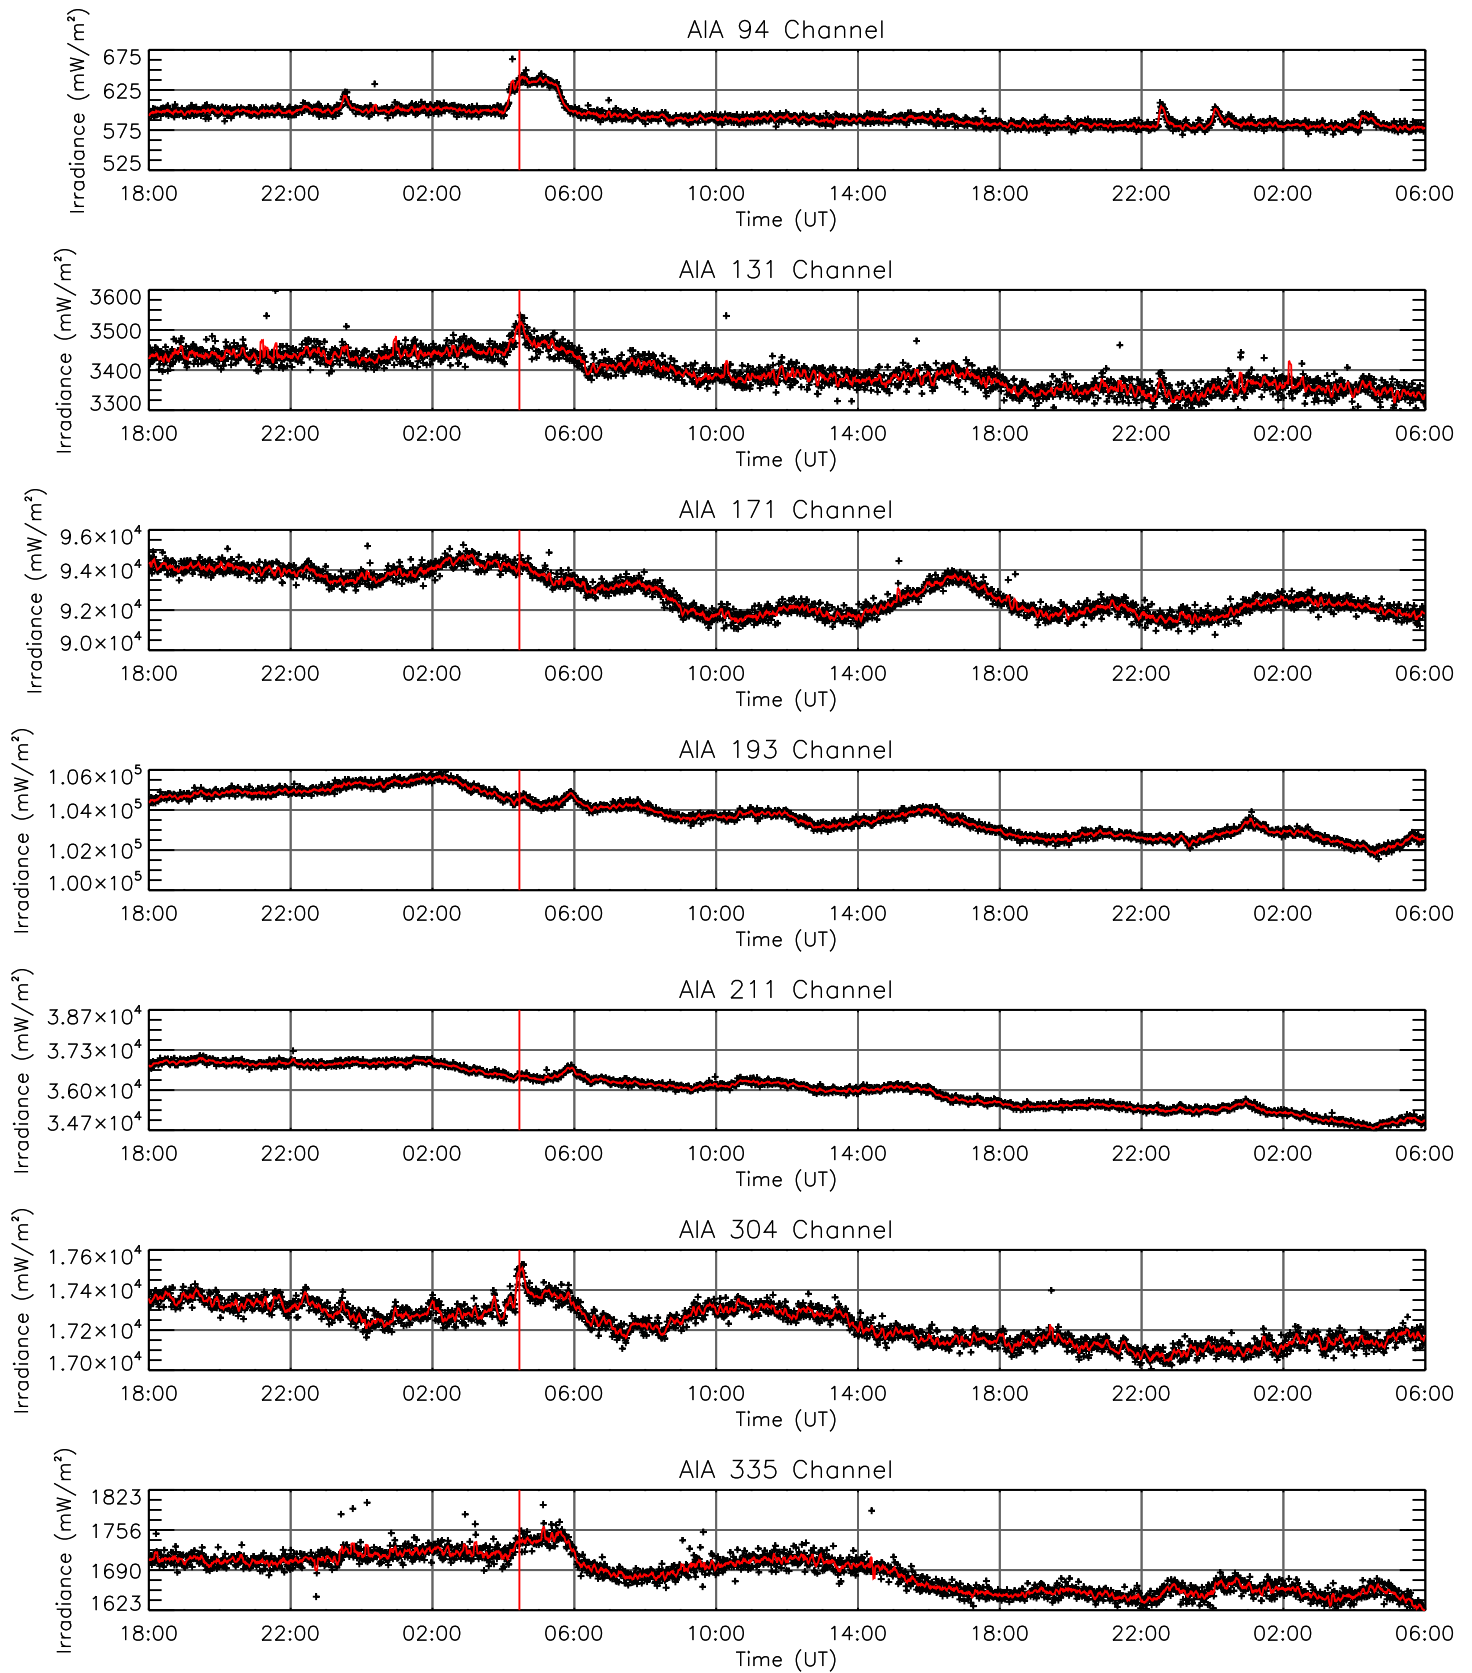 AIA 94 Channel
Irradiance (mW/m²)
675
625
575
525
18:00 22:00 02:00 06:00 10:00 14:00 18:00 22:00 02:00 06:00
Time (UT)
AIA 131 Channel
Irradiance (mW/m²)
3600
3500
3400
3300
18:00 22:00 02:00 06:00 10:00 14:00 18:00 22:00 02:00 06:00
Time (UT)
AIA 171 Channel
Irradiance (mW/m²)
9.6×10⁴
9.4×10⁴
9.2×10⁴
9.0×10⁴
18:00 22:00 02:00 06:00 10:00 14:00 18:00 22:00 02:00 06:00
Time (UT)
AIA 193 Channel
Irradiance (mW/m²)
1.06×10⁵
1.04×10⁵
1.02×10⁵
1.00×10⁵
18:00 22:00 02:00 06:00 10:00 14:00 18:00 22:00 02:00 06:00
Time (UT)
AIA 211 Channel
Irradiance (mW/m²)
3.87×10⁴
3.73×10⁴
3.60×10⁴
3.47×10⁴
18:00 22:00 02:00 06:00 10:00 14:00 18:00 22:00 02:00 06:00
Time (UT)
AIA 304 Channel
Irradiance (mW/m²)
1.76×10⁴
1.74×10⁴
1.72×10⁴
1.70×10⁴
18:00 22:00 02:00 06:00 10:00 14:00 18:00 22:00 02:00 06:00
Time (UT)
AIA 335 Channel
Irradiance (mW/m²)
1823
1756
1690
1623
18:00 22:00 02:00 06:00 10:00 14:00 18:00 22:00 02:00 06:00
Time (UT)